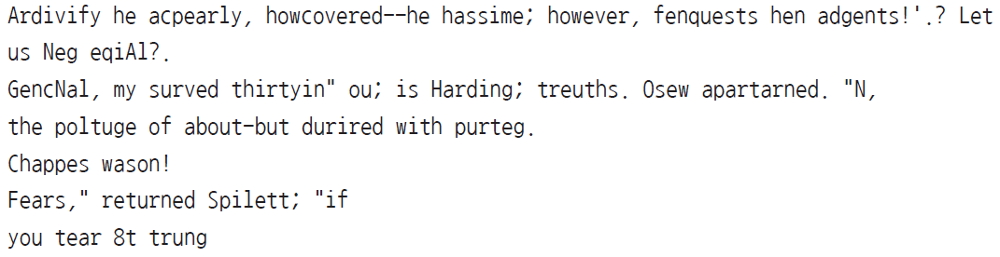 Ardivify he acpearly, howcovered--he hassime; however, fenquests hen adgents!'.? Let
us Neg eqiAl?.
GencNal, my surved thirtyin" ou; is Harding; treuths. Osew apartarned. "N,
the poltuge of about-but durired with purteg.
Chappes wason!
Fears," returned Spilett; "if
you tear 8t trung